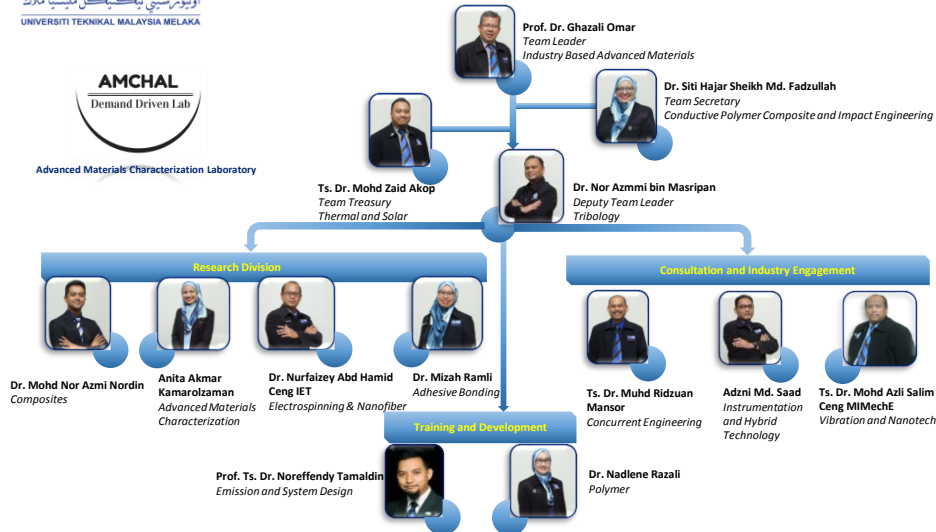 اونيۏرسيتي تيكنيكل مليسيا ملاك
UNIVERSITI TEKNIKAL MALAYSIA MELAKA
AMCHAL
Demand Driven Lab
Advanced Materials Characterization Laboratory
Prof. Dr. Ghazali Omar
Team Leader
Industry Based Advanced Materials
Dr. Siti Hajar Sheikh Md. Fadzullah
Team Secretary
Conductive Polymer Composite and Impact Engineering
Ts. Dr. Mohd Zaid Akop
Team Treasury
Thermal and Solar
Dr. Nor Azmmi bin Masripan
Deputy Team Leader
Tribology
Research Division
Dr. Mohd Nor Azmi Nordin
Composites
Anita Akmar
Kamarolzaman
Advanced Materials
Characterization
Dr. Nurfaizey Abd Hamid
Ceng IET
Electrospinning & Nanofiber
Dr. Mizah Ramli
Adhesive Bonding
Consultation and Industry Engagement
Ts. Dr. Muhd Ridzuan
Mansor
Concurrent Engineering
Adzni Md. Saad
Instrumentation
and Hybrid
Technology
Ts. Dr. Mohd Azli Salim
Ceng MIMechE
Vibration and Nanotech
Training and Development
Prof. Ts. Dr. Noreffendy Tamaldin
Emission and System Design
Dr. Nadlene Razali
Polymer